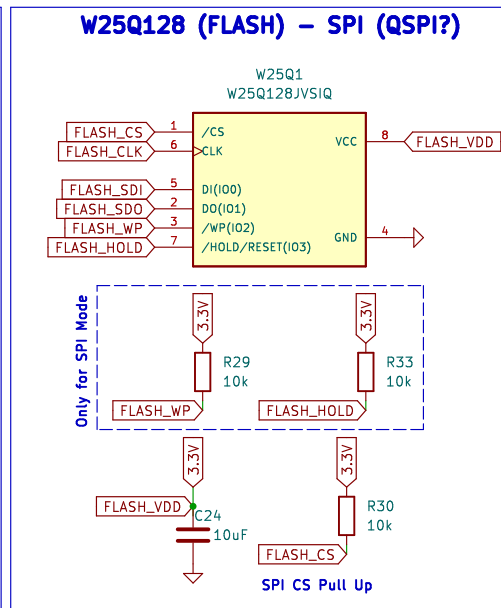 W25Q128 (FLASH) - SPI (QSPI?)
W25Q1
W25Q128JVSIQ
FLASH_CS 1 /CS
FLASH_CLK 6 CLK
VCC 8 FLASH_VDD
FLASH_SDI 5 DI(IO0)
FLASH_SDO 2 DO(IO1)
FLASH_WP 3 /WP(IO2)
FLASH_HOLD 7 /HOLD/RESET(IO3)
GND 4
Only for SPI Mode
3.3V
R29
10k
FLASH_WP
3.3V
R33
10k
FLASH_HOLD
3.3V
FLASH_VDD
C24
10uF
3.3V
R30
10k
FLASH_CS
SPI CS Pull Up